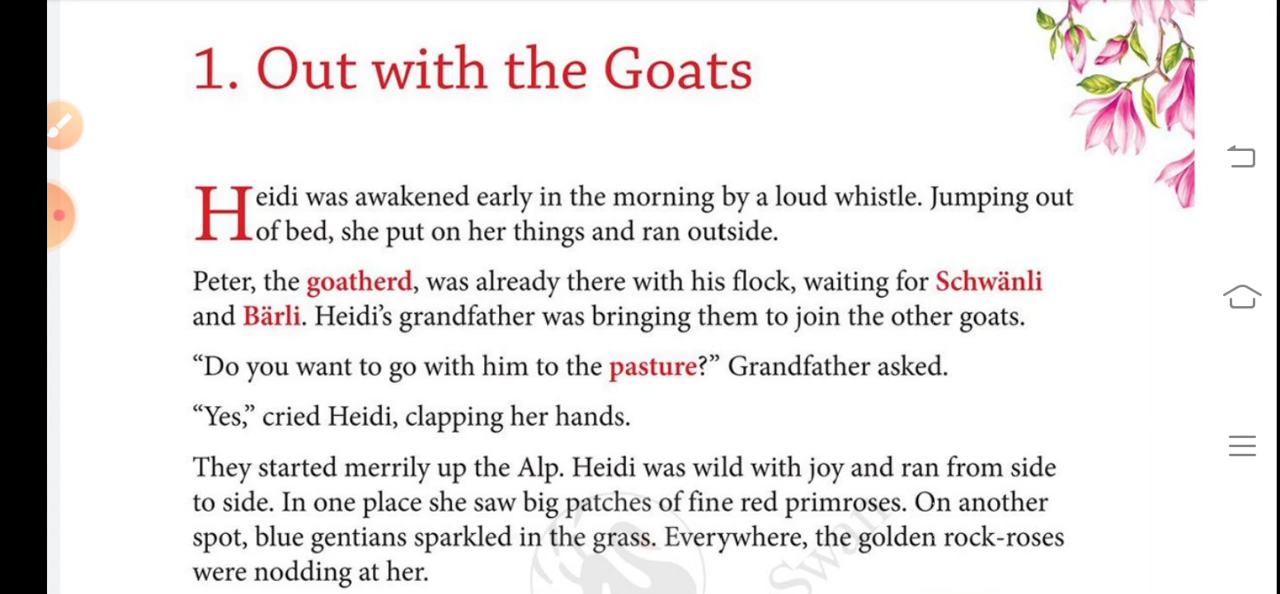 1. Out with the Goats
Heidi was awakened early in the morning by a loud whistle. Jumping out
of bed, she put on her things and ran outside.
Peter, the goatherd, was already there with his flock, waiting for Schwänli
and Bärli. Heidi’s grandfather was bringing them to join the other goats.
“Do you want to go with him to the pasture?” Grandfather asked.
“Yes,” cried Heidi, clapping her hands.
They started merrily up the Alp. Heidi was wild with joy and ran from side
to side. In one place she saw big patches of fine red primroses. On another
spot, blue gentians sparkled in the grass. Everywhere, the golden rock-roses
were nodding at her.
Swan